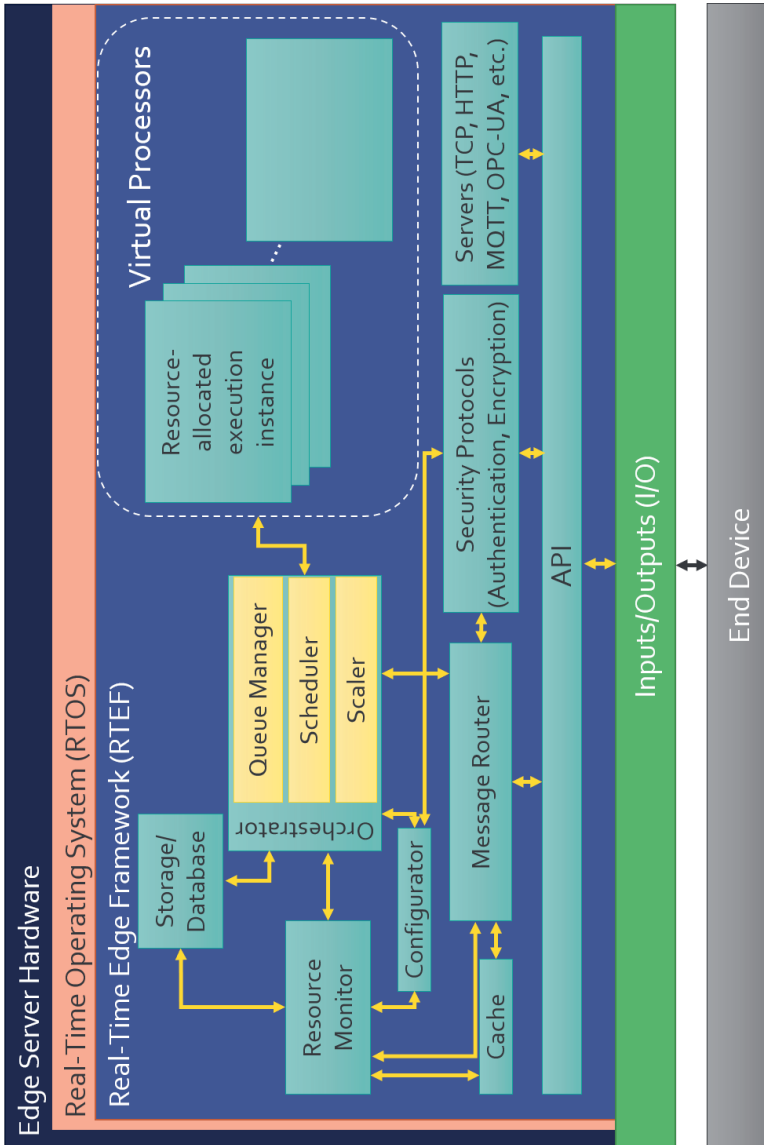 Edge Server Hardware
Real-Time Operating System (RTOS)
Real-Time Edge Framework (RTEF)
Storage/
Database
Resource
Monitor
Orchestrator
Queue Manager
Scheduler
Scaler
Virtual Processors
Resource-
allocated
execution
instance
Configurator
Cache
Message Router
Security Protocols
(Authentication, Encryption)
Servers (TCP, HTTP,
MQTT, OPC-UA, etc.)
API
Inputs/Outputs (I/O)
End Device